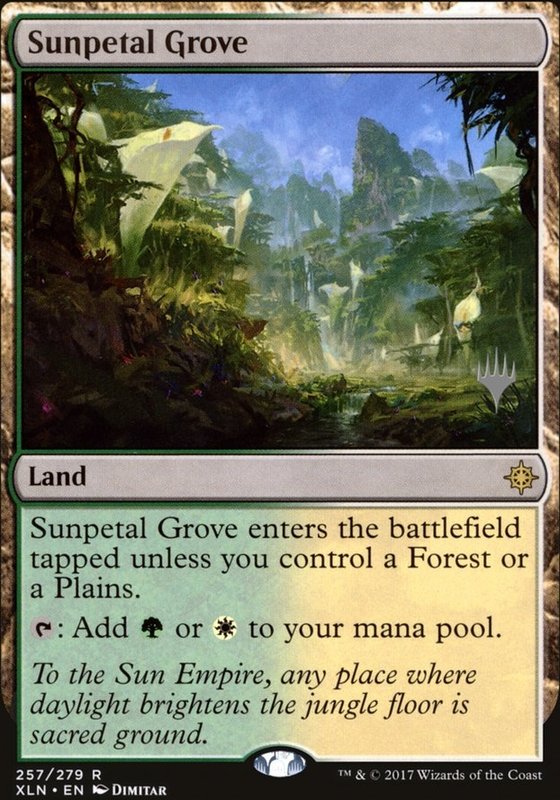 Sunpetal Grove
Land
Sunpetal Grove enters the battlefield
tapped unless you control a Forest or
a Plains.
: Add or to your mana pool.
To the Sun Empire, any place where
daylight brightens the jungle floor is
sacred ground.
257/279 R
XLN • EN DIMITAR
™ & © 2017 Wizards of the Coast